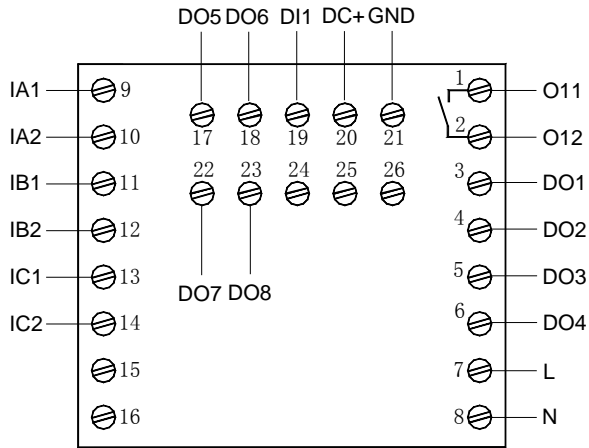 DO5 DO6 DI1 DC+ GND
IA1 9 1 O11
17 18 19 20 21
IA2 10 2 O12
22 23 24 25 26
IB1 11 3 DO1
IB2 12 4 DO2
DO7 DO8
IC1 13 5 DO3
IC2 14 6 DO4
15 7 L
16 8 N